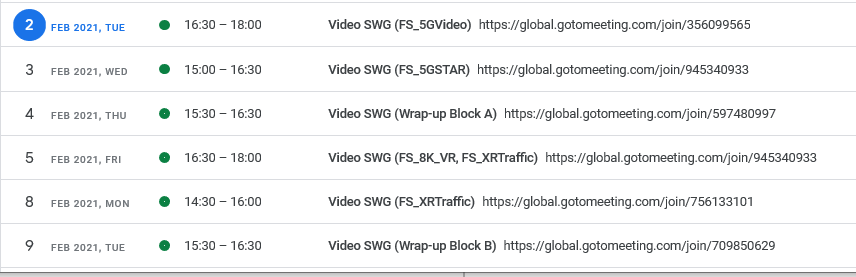 2 FEB 2021, TUE 16:30 – 18:00 Video SWG (FS_5GVideo) https://global.gotomeeting.com/join/356099565
3 FEB 2021, WED 15:00 – 16:30 Video SWG (FS_5GSTAR) https://global.gotomeeting.com/join/945340933
4 FEB 2021, THU 15:30 – 16:30 Video SWG (Wrap-up Block A) https://global.gotomeeting.com/join/597480997
5 FEB 2021, FRI 16:30 – 18:00 Video SWG (FS_8K_VR, FS_XRTraffic) https://global.gotomeeting.com/join/945340933
8 FEB 2021, MON 14:30 – 16:00 Video SWG (FS_XRTraffic) https://global.gotomeeting.com/join/756133101
9 FEB 2021, TUE 15:30 – 16:30 Video SWG (Wrap-up Block B) https://global.gotomeeting.com/join/709850629